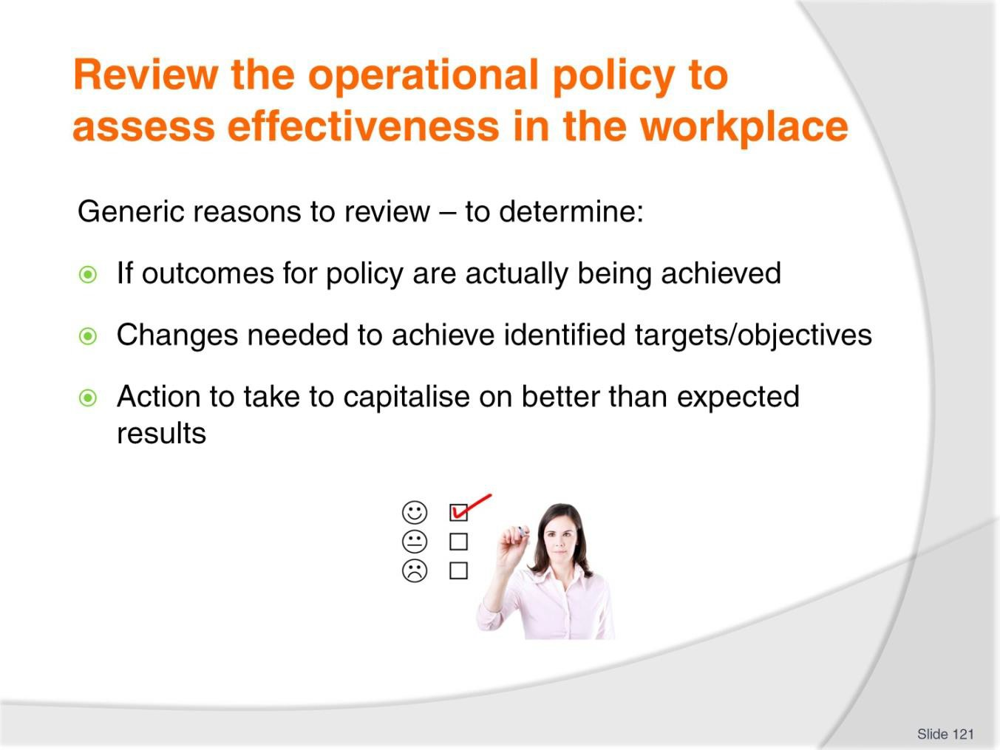 Review the operational policy to
assess effectiveness in the workplace
Generic reasons to review – to determine:
If outcomes for policy are actually being achieved
Changes needed to achieve identified targets/objectives
Action to take to capitalise on better than expected
results
Slide 121